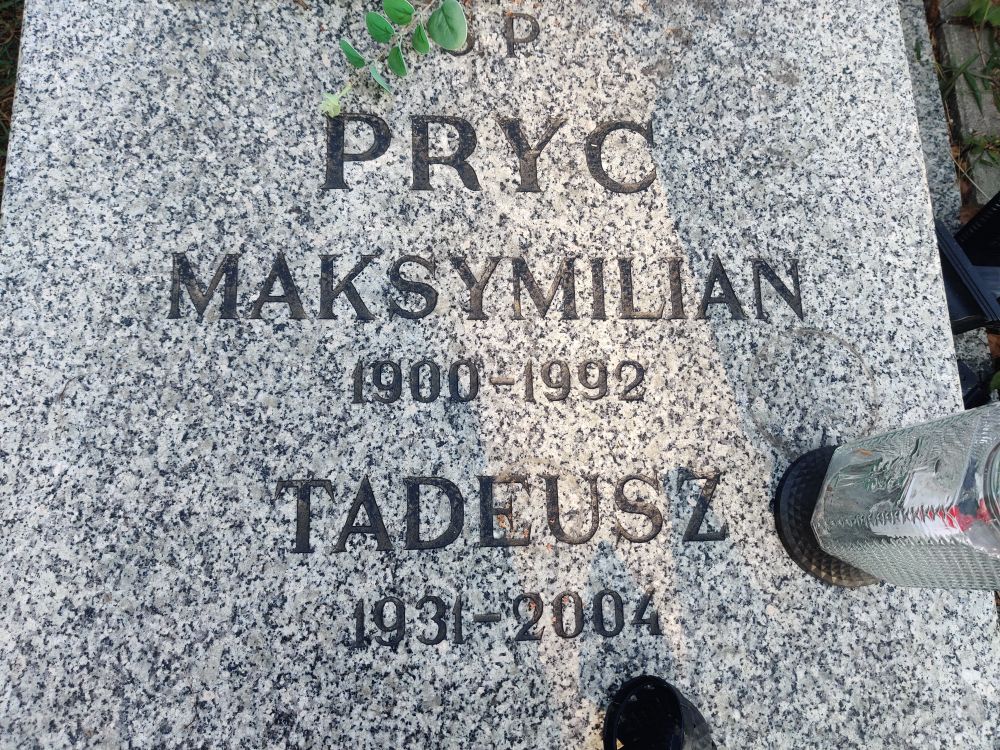 PRYC
MAKSYMILIAN
1900-1992
TADEUSZ
1931-2004